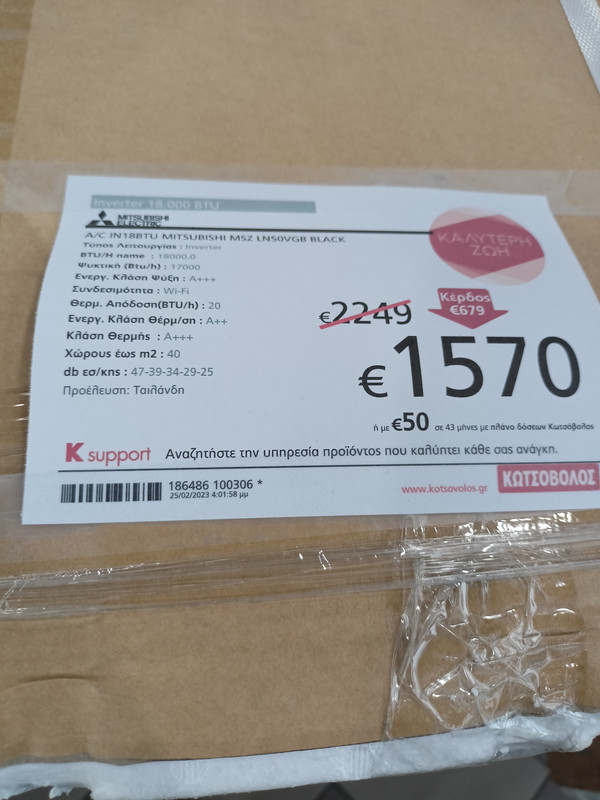 Inverter 18.000 BTU
MITSUBISHI
ELECTRIC
A/C IN18BTU MITSUBISHI MSZ LN50VGB BLACK
Τύπος Λειτουργίας : Inverter
BTU/H name : 18000.0
Ψυκτική (Btu/h) : 17000
Ενεργ. Κλάση Ψύξη : A+++
Συνδεσιμότητα : Wi-Fi
Θερμ. Απόδοση(BTU/h) : 20
Ενεργ. Κλάση Θέρμ/ση : A++
Κλάση Θερμής : A+++
Χώρους έως m2 : 40
db εσ/κης : 47-39-34-29-25
Προέλευση: Ταιλάνδη
ΚΑΛΥΤΕΡΗ
ΖΩΗ
€2249
Κέρδος
€679
€1570
ή με €50 σε 43 μήνες με πλάνο δόσεων Κωτσόβολος
K support Αναζητήστε την υπηρεσία προϊόντος που καλύπτει κάθε σας ανάγκη.
186486 100306 *
25/02/2023 4:01:58 μμ
www.kotsovolos.gr ΚΩΤΣΟΒΟΛΟΣ